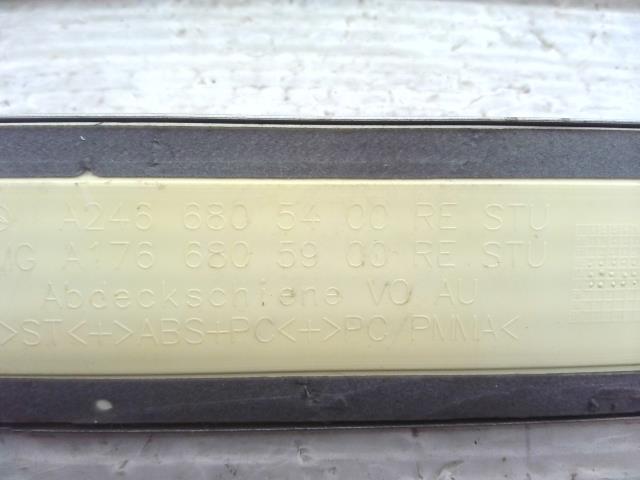 A246 680 54 00 RE STU
MG A176 680 59 00 RE STU
Abdeckschiene VO AU
>ST<+>ABS+PC<+>PC/PMMA<